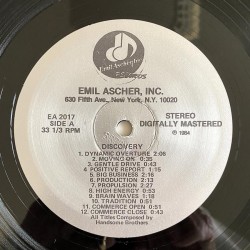 Emil Ascher Inc
RECORDS
EMIL ASCHER, INC.
630 Fifth Ave., New York, N.Y. 10020
EA 2017
SIDE A
33 1/3 RPM
STEREO
DIGITALLY MASTERED
© 1984
DISCOVERY
1. DYNAMIC OVERTURE 2:08
2. MOVING ON 0:35
3. GENTLE DRIVE 0:43
4. POSITIVE REPORT 1:15
5. BIG BUSINESS 2:10
6. PRODUCTION 2:13
7. PROPULSION 2:27
8. HIGH ENERGY 0:53
9. BRAIN WAVES 1:18
10. TRADITION 0:51
11. COMMERCE OPEN 0:51
12. COMMERCE CLOSE 0:43
All Titles Composed by
Handsome Brothers